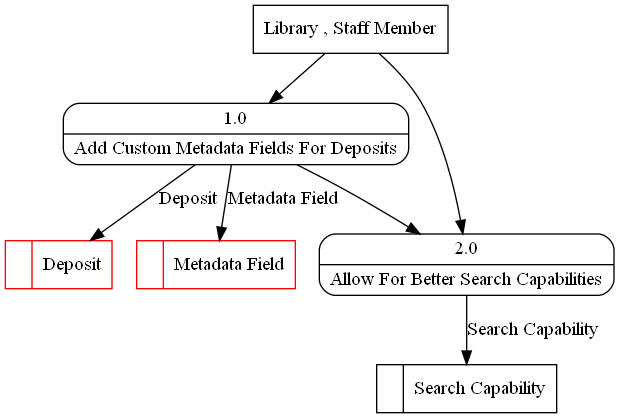 Library , Staff Member
1.0
Add Custom Metadata Fields For Deposits
Deposit
Metadata Field
Deposit
Metadata Field
2.0
Allow For Better Search Capabilities
Search Capability
Search Capability